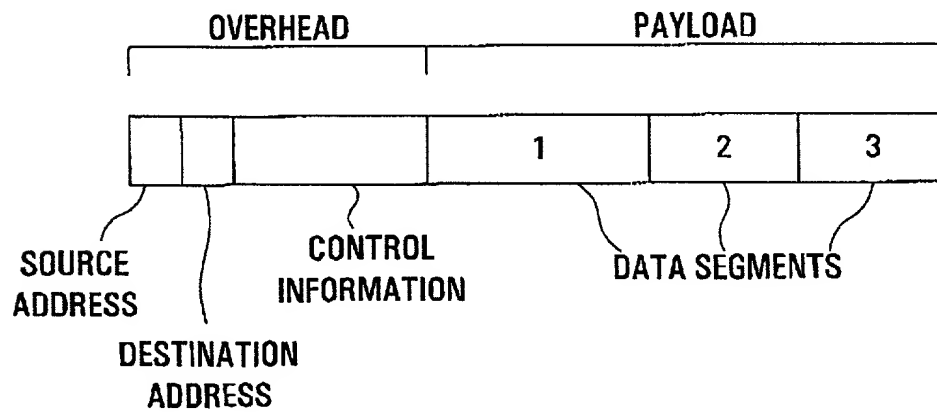 OVERHEAD PAYLOAD
1 2 3
SOURCE
ADDRESS
DESTINATION
ADDRESS
CONTROL
INFORMATION
DATA SEGMENTS